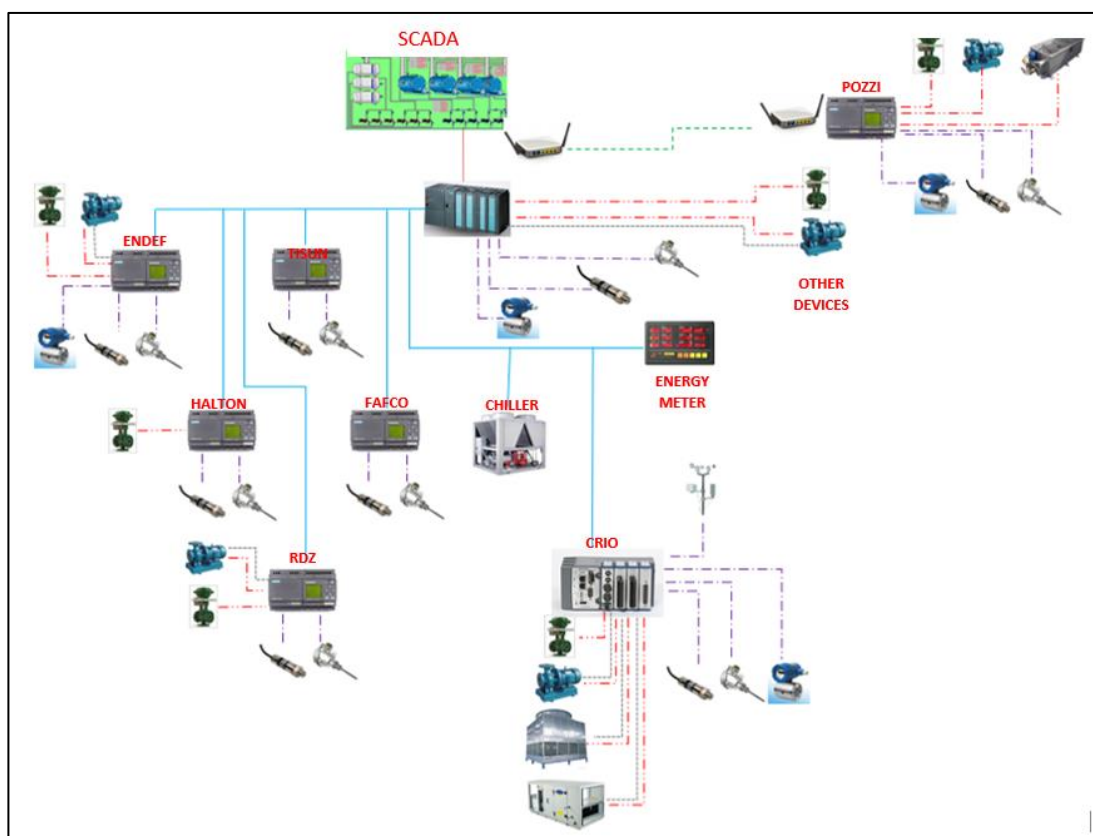 SCADA
POZZI
ENDEF
TISUN
OTHER
DEVICES
ENERGY
METER
HALTON
FAFCO
CHILLER
RDZ
CRIO